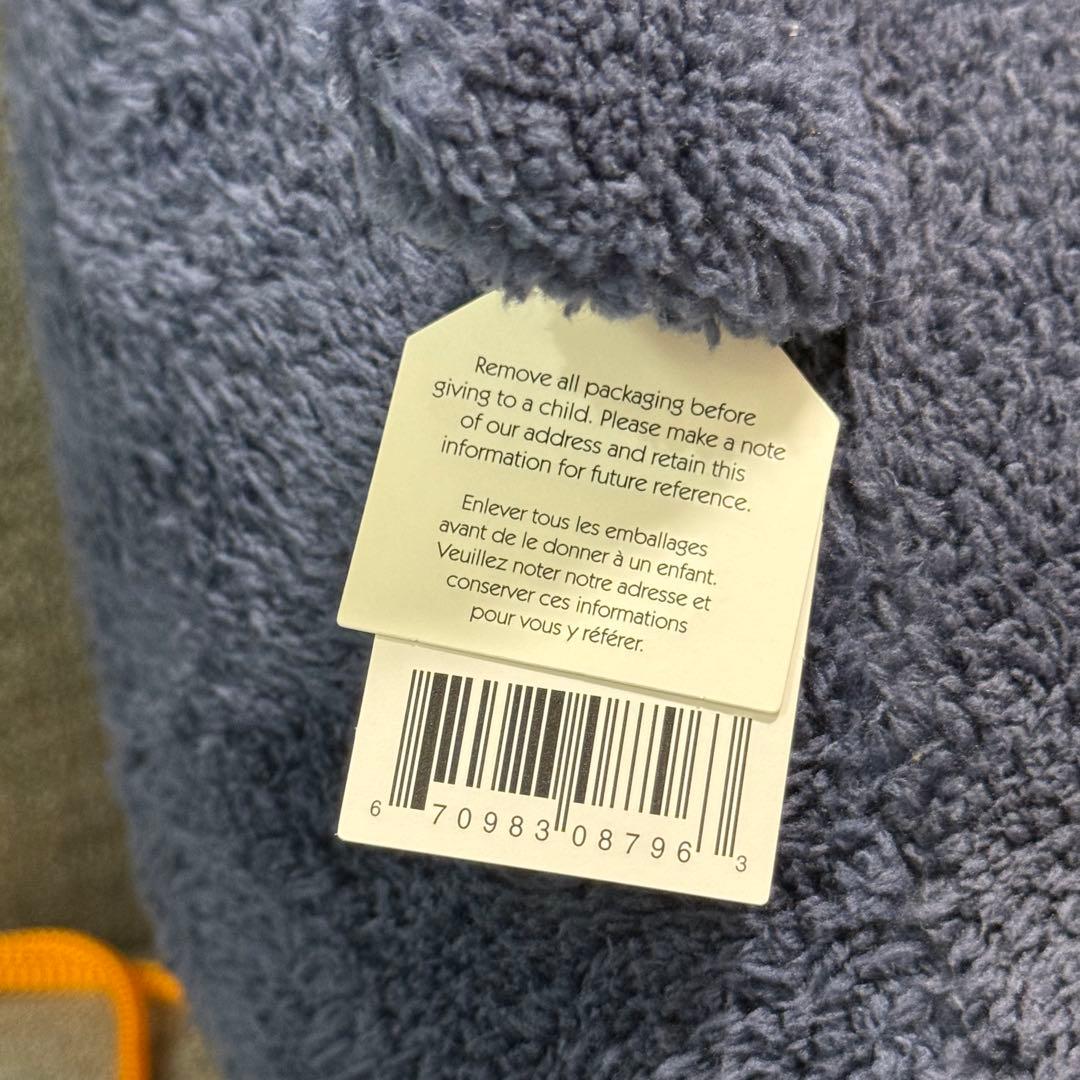 Remove all packaging before
giving to a child. Please make a note
of our address and retain this
information for future reference.
Enlever tous les emballages
avant de le donner à un enfant.
Veuillez noter notre adresse et
conserver ces informations
pour vous y référer.
6 70983 08796 3